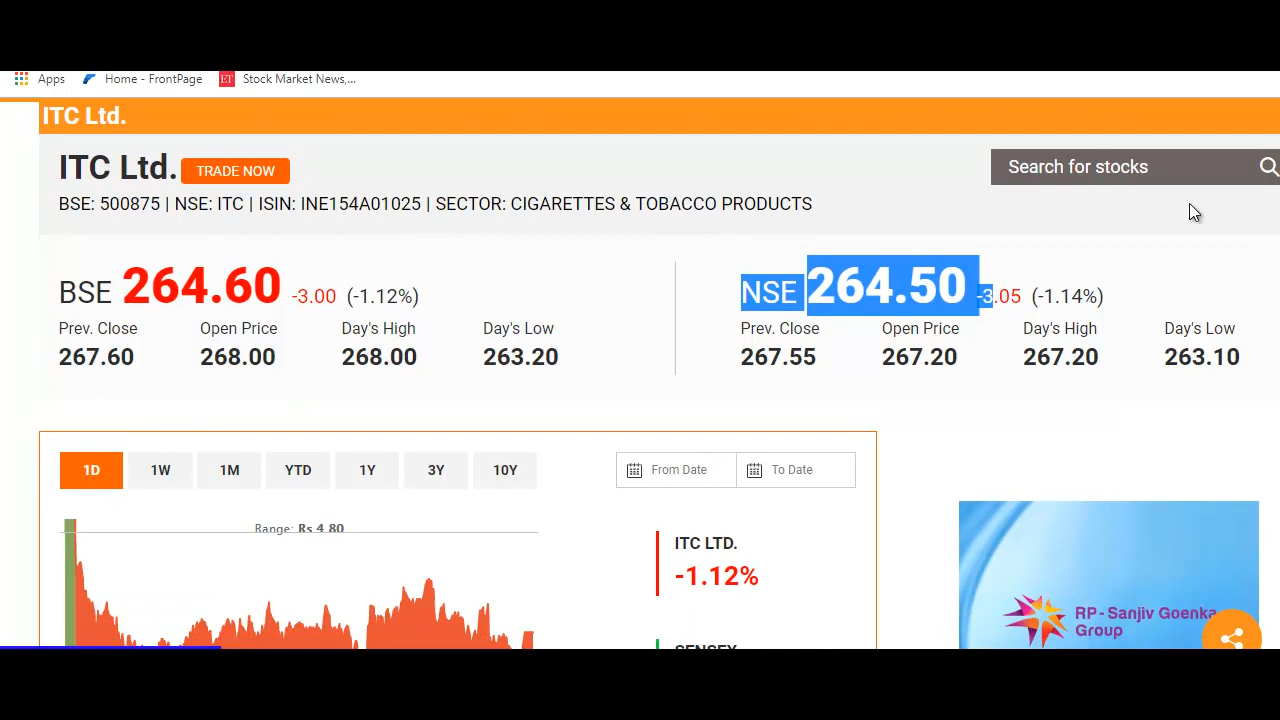 Apps Home - FrontPage ET Stock Market News,...
ITC Ltd.
ITC Ltd. TRADE NOW
Search for stocks
BSE: 500875 | NSE: ITC | ISIN: INE154A01025 | SECTOR: CIGARETTES & TOBACCO PRODUCTS
BSE 264.60 -3.00 (-1.12%)
Prev. Close Open Price Day's High Day's Low
267.60 268.00 268.00 263.20
NSE 264.50 -3.05 (-1.14%)
Prev. Close Open Price Day's High Day's Low
267.55 267.20 267.20 263.10
1D 1W 1M YTD 1Y 3Y 10Y
From Date To Date
Range: Rs 4.80
ITC LTD.
-1.12%
SENSEX
RP-Sanjiv Goenka
Group